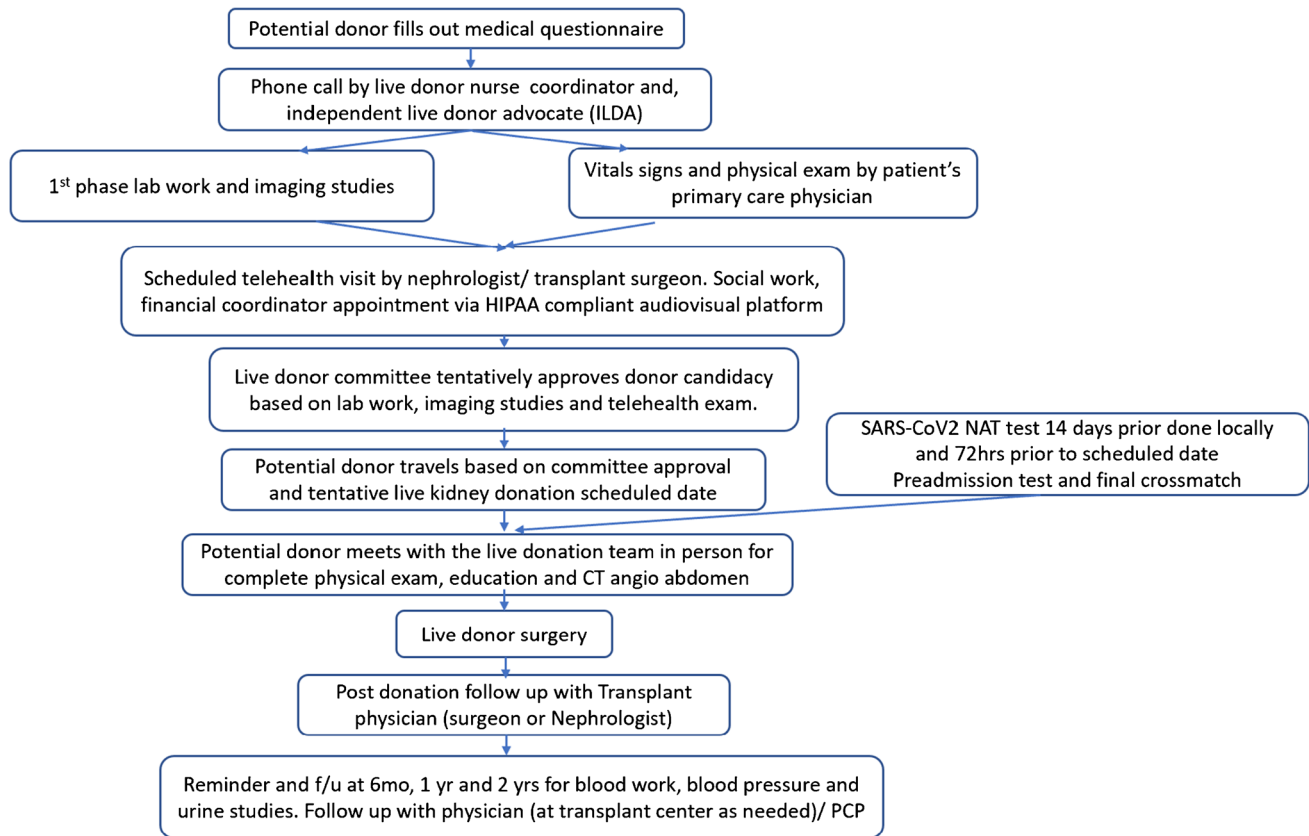 Potential donor fills out medical questionnaire
Phone call by live donor nurse coordinator and,
independent live donor advocate (ILDA)
1st phase lab work and imaging studies
Vitals signs and physical exam by patient's
primary care physician
Scheduled telehealth visit by nephrologist/ transplant surgeon. Social work,
financial coordinator appointment via HIPAA compliant audiovisual platform
Live donor committee tentatively approves donor candidacy
based on lab work, imaging studies and telehealth exam.
SARS-CoV2 NAT test 14 days prior done locally
and 72hrs prior to scheduled date
Preadmission test and final crossmatch
Potential donor travels based on committee approval
and tentative live kidney donation scheduled date
Potential donor meets with the live donation team in person for
complete physical exam, education and CT angio abdomen
Live donor surgery
Post donation follow up with Transplant
physician (surgeon or Nephrologist)
Reminder and f/u at 6mo, 1 yr and 2 yrs for blood work, blood pressure and
urine studies. Follow up with physician (at transplant center as needed)/ PCP